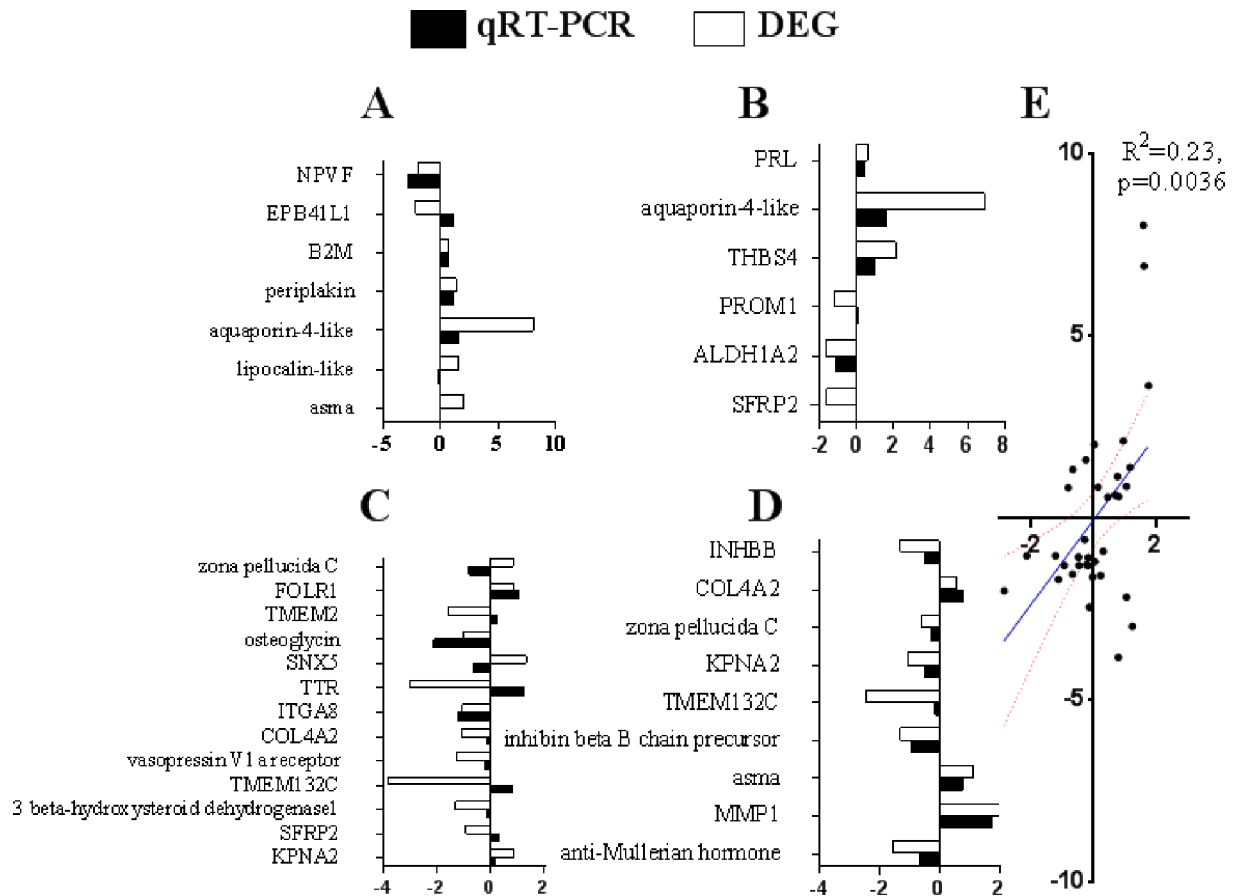 qRT-PCR DEG
A
NPVF
EPB41L1
B2M
periplakin
aquaporin-4-like
lipocalin-like
asma
-5 0 5 10
B
PRL
aquaporin-4-like
THBS4
PROM1
ALDH1A2
SFRP2
-2 0 2 4 6 8
E
R²=0.23,
p=0.0036
10
5
-2 2
-5
-10
C
zona pellucida C
FOLR1
TMEM2
osteoglycin
SNX5
TTR
ITGA8
COL4A2
vasopressin V1a receptor
TMEM132C
3 beta-hydroxysteroid dehydrogenase1
SFRP2
KPNA2
-4 -2 0 2
D
INHBB
COL4A2
zona pellucida C
KPNA2
TMEM132C
inhibin beta B chain precursor
asma
MMP1
anti-Mullerian hormone
-4 -2 0 2